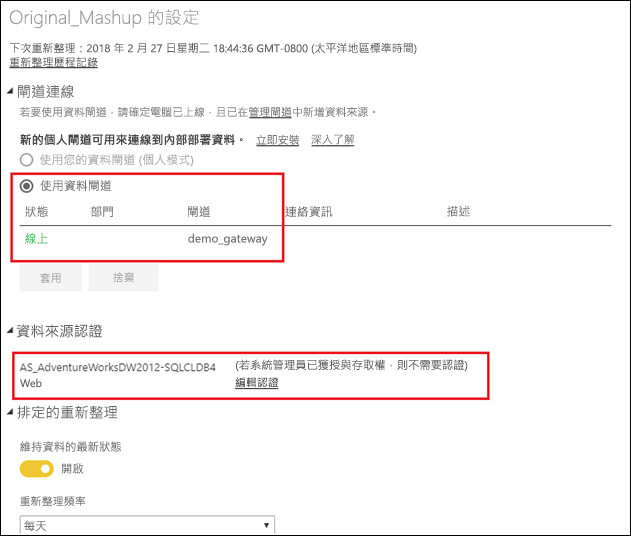 Original_Mashup 的設定
下次重新整理：2018 年 2 月 27 日星期二 18:44:36 GMT-0800 (太平洋地區標準時間)
重新整理歷程記錄
閘道連線
若要使用資料閘道，請確定電腦已上線，且已在管理閘道中新增資料來源。
新的個人閘道可用來連線到內部部署資料。 立即安裝 深入了解
使用您的資料閘道 (個人模式)
使用資料閘道
狀態 部門 閘道 連絡資訊 描述
線上 demo_gateway
套用 捨棄
資料來源認證
AS_AdventureWorksDW2012-SQLCLDB4 (若系統管理員已獲授與存取權，則不需要認證)
Web 編輯認證
排定的重新整理
維持資料的最新狀態
開啟
重新整理頻率
每天